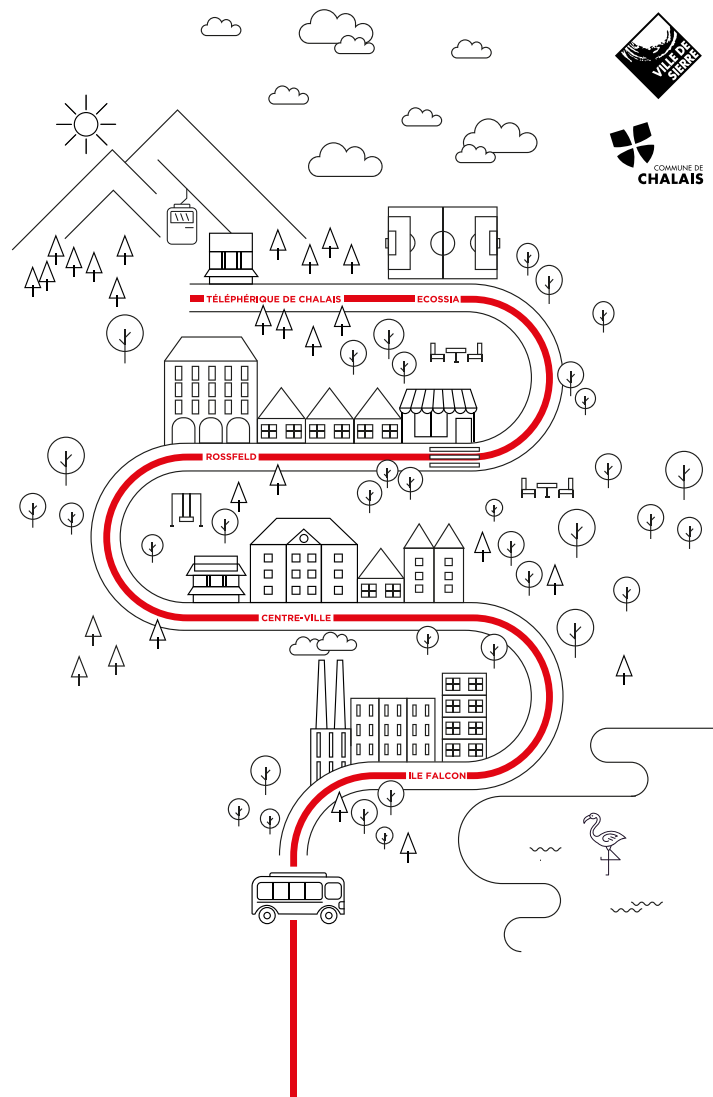 VILLE DE
SIERRE
COMMUNE DE
CHALAIS
TÉLÉPHÉRIQUE DE CHALAIS
ECOSSIA
ROSSFELD
CENTRE-VILLE
ILE FALCON